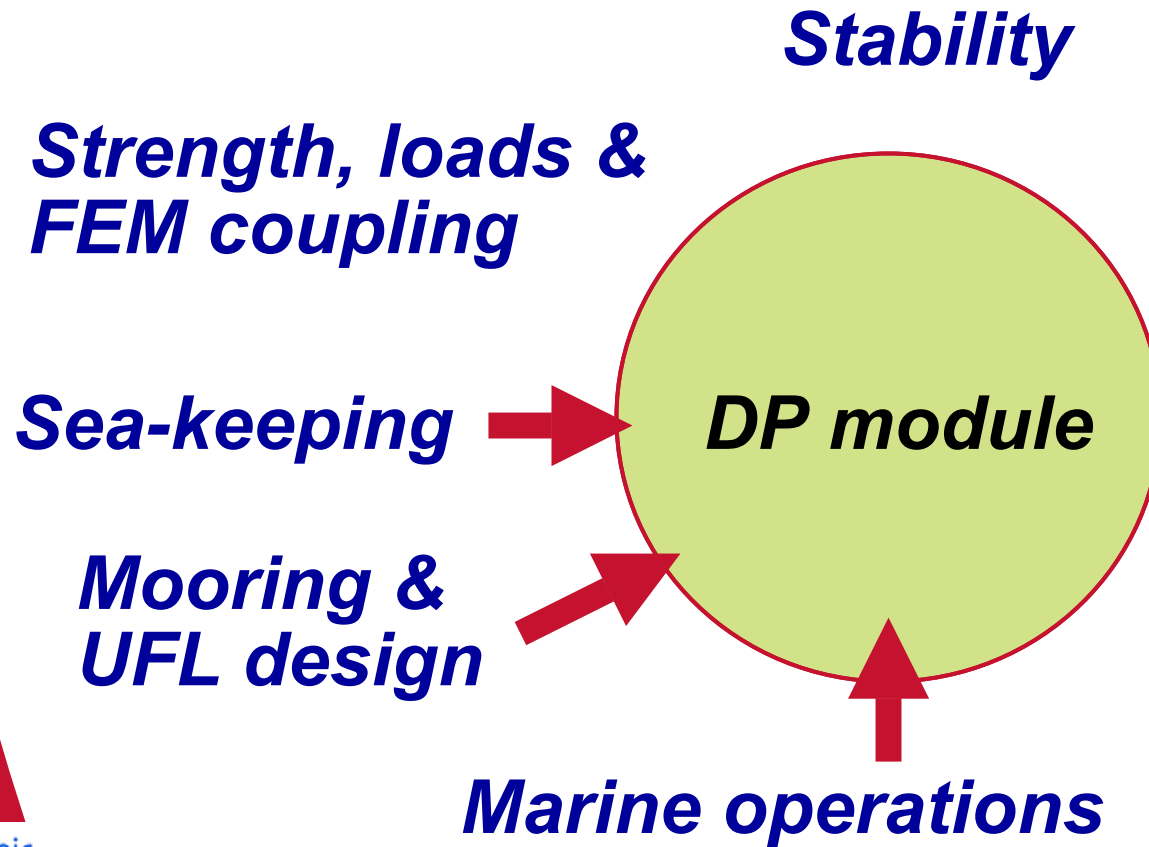 Stability
Strength, loads &
FEM coupling
Sea-keeping
DP module
Mooring &
UFL design
Marine operations